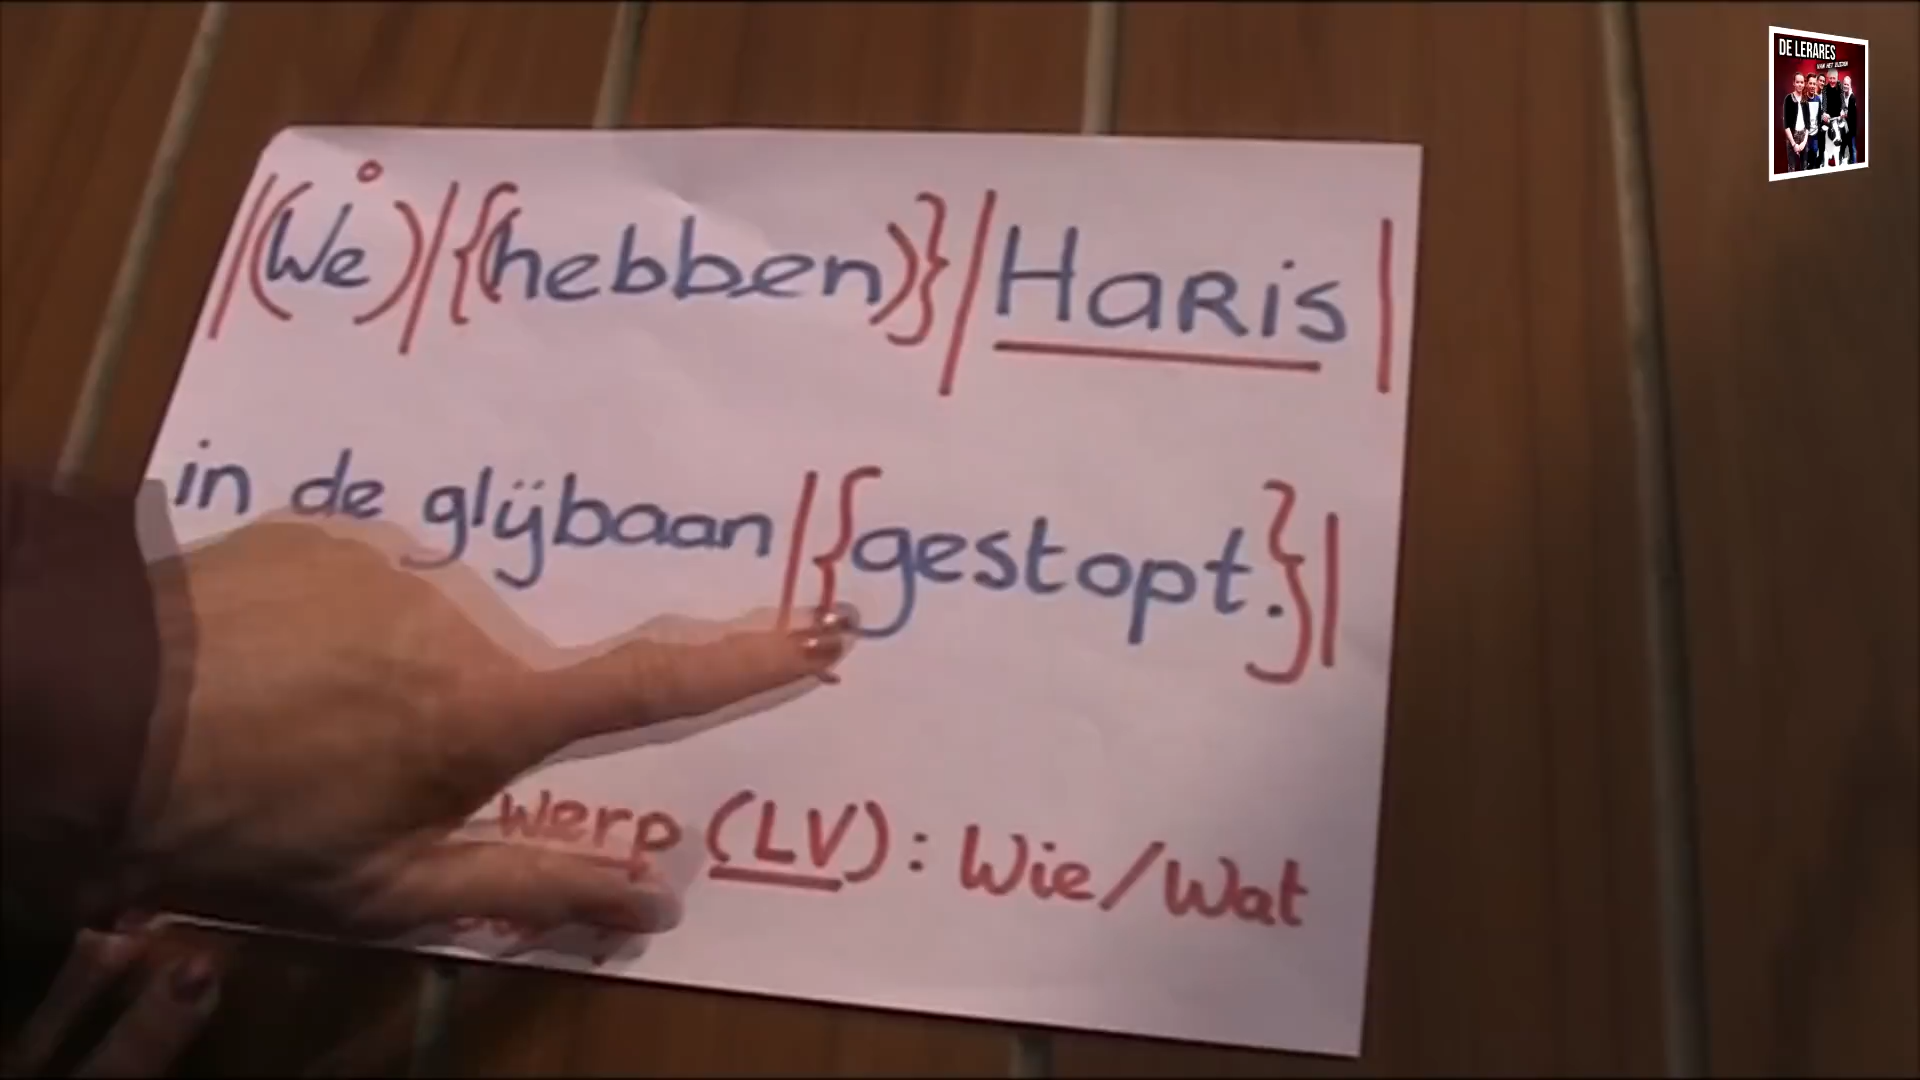 DE LERARES
|(We)|{(hebben)}|Haris|
in de glijbaan|{gestopt.}|
werp (LV): Wie/Wat